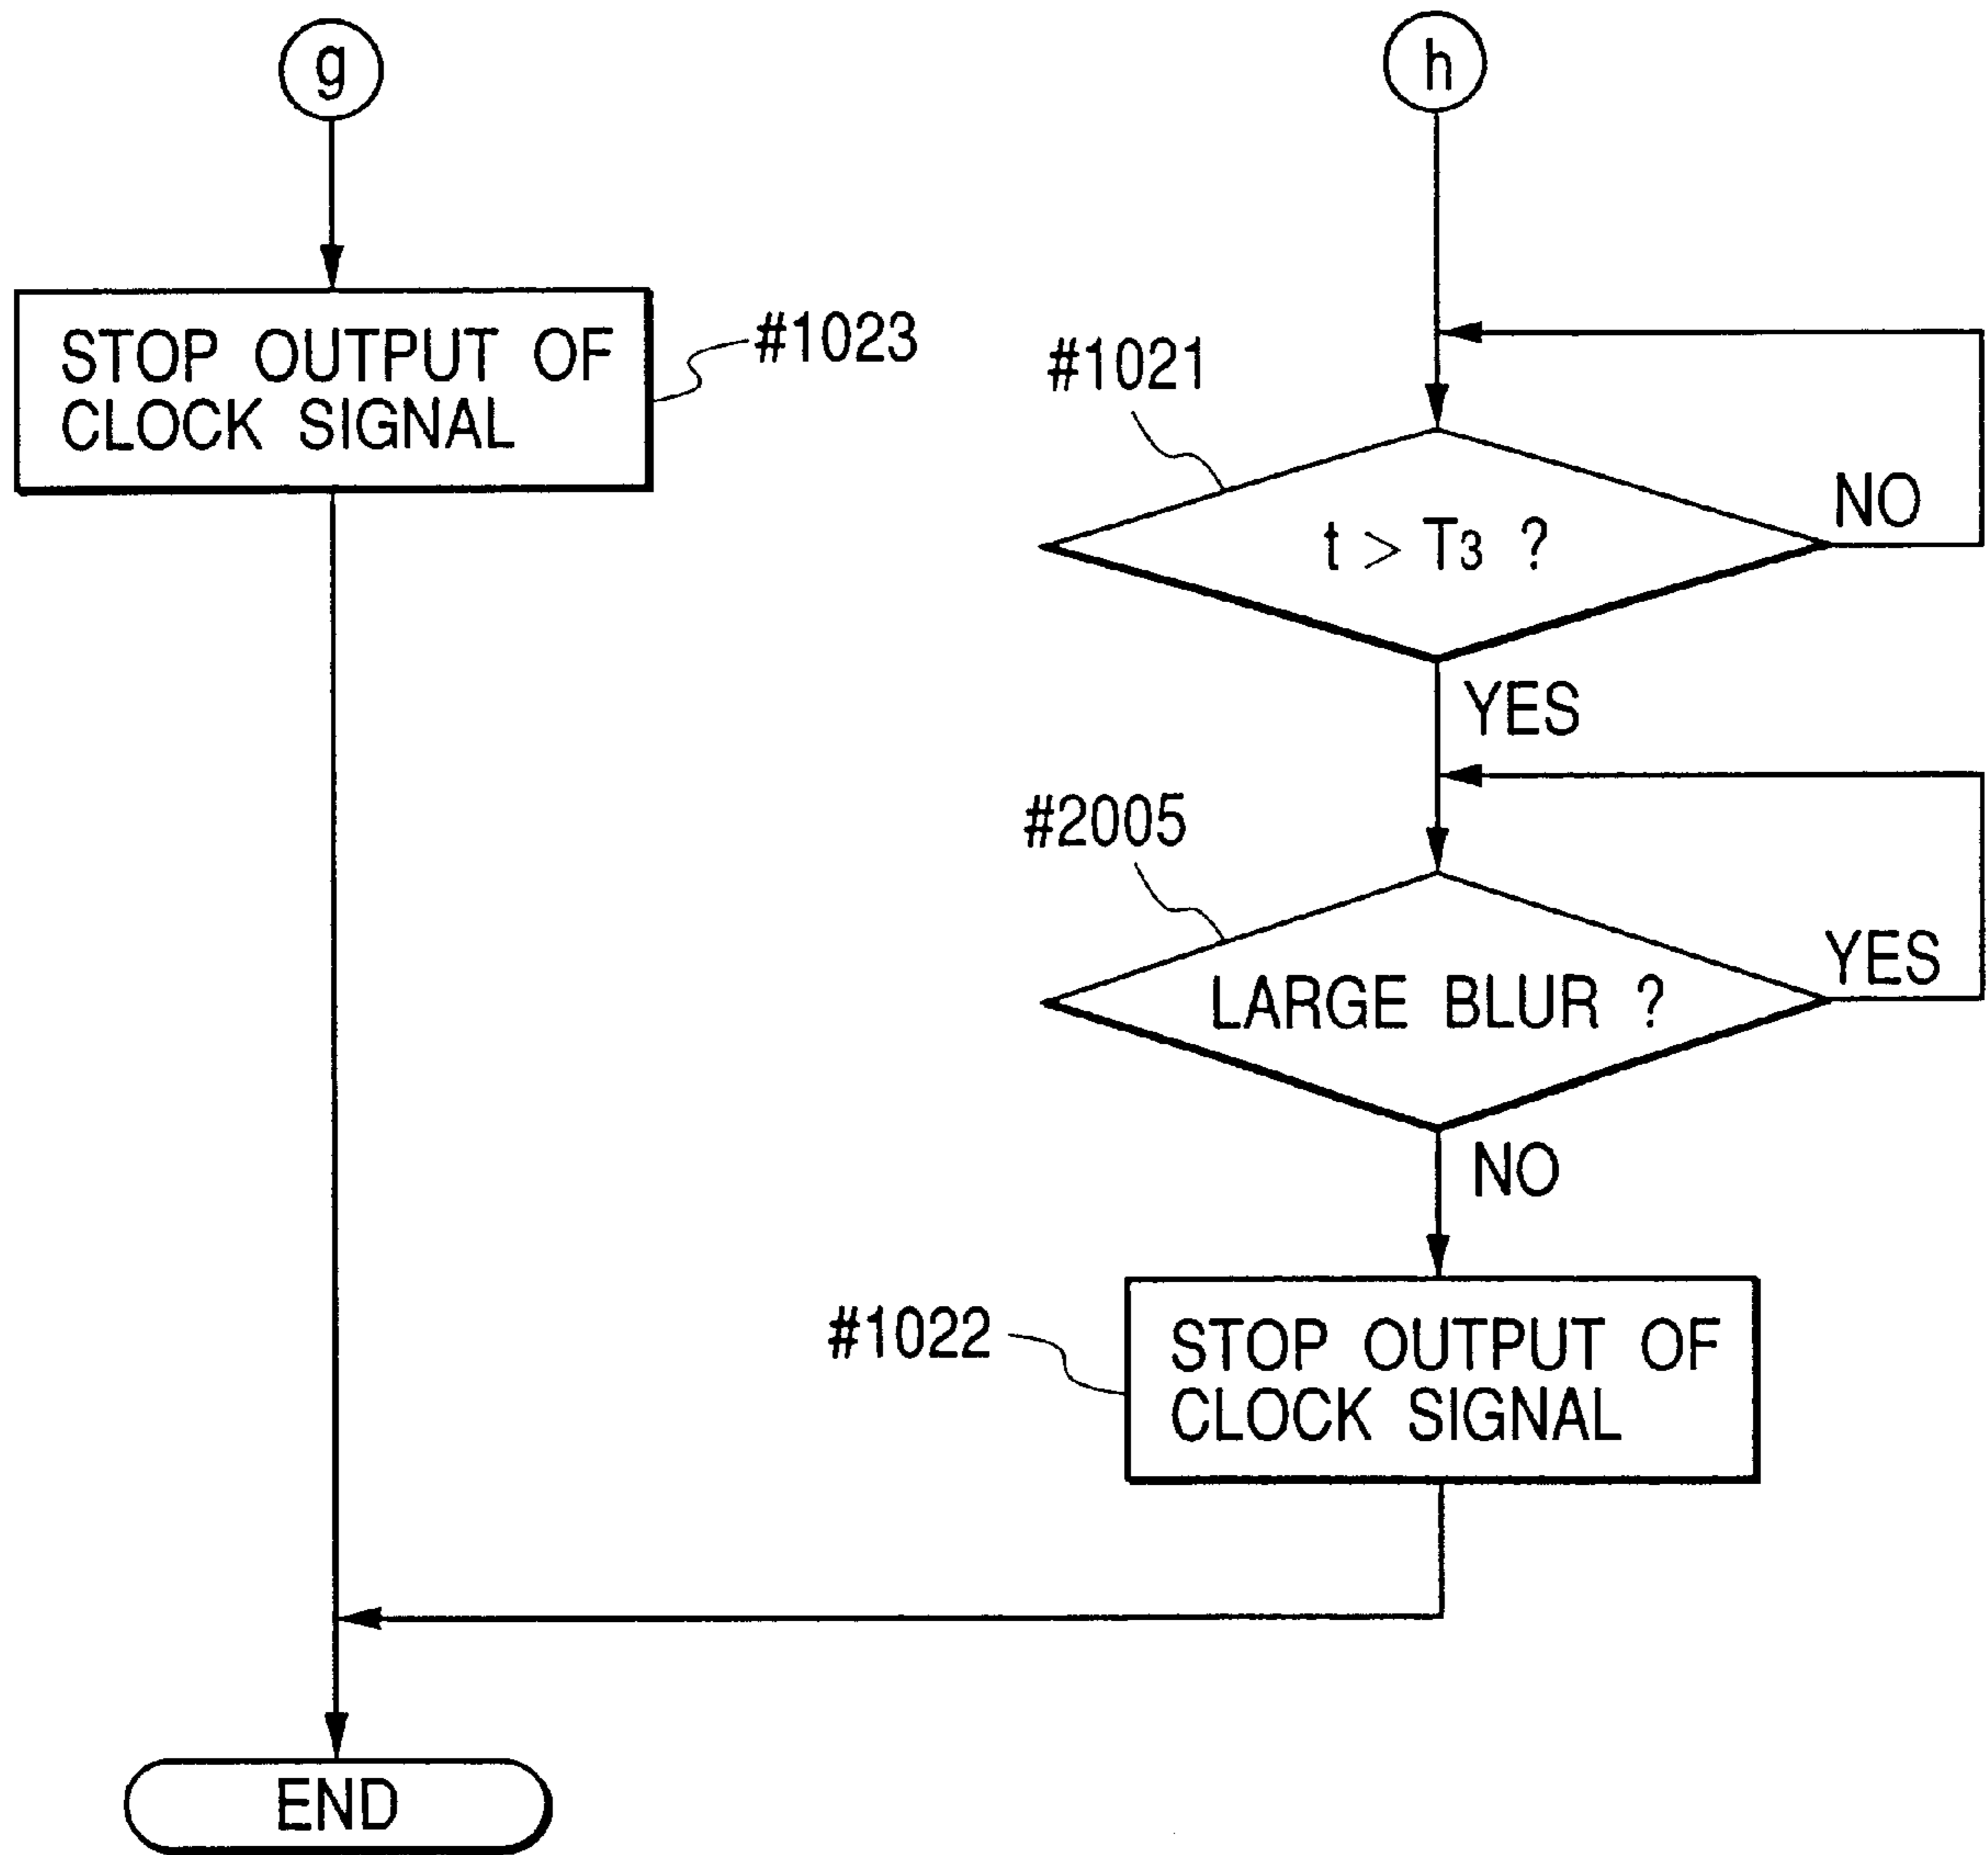 g
h
STOP OUTPUT OF
CLOCK SIGNAL
#1023
#1021
t > T3 ?
NO
YES
#2005
LARGE BLUR ?
YES
NO
#1022
STOP OUTPUT OF
CLOCK SIGNAL
END